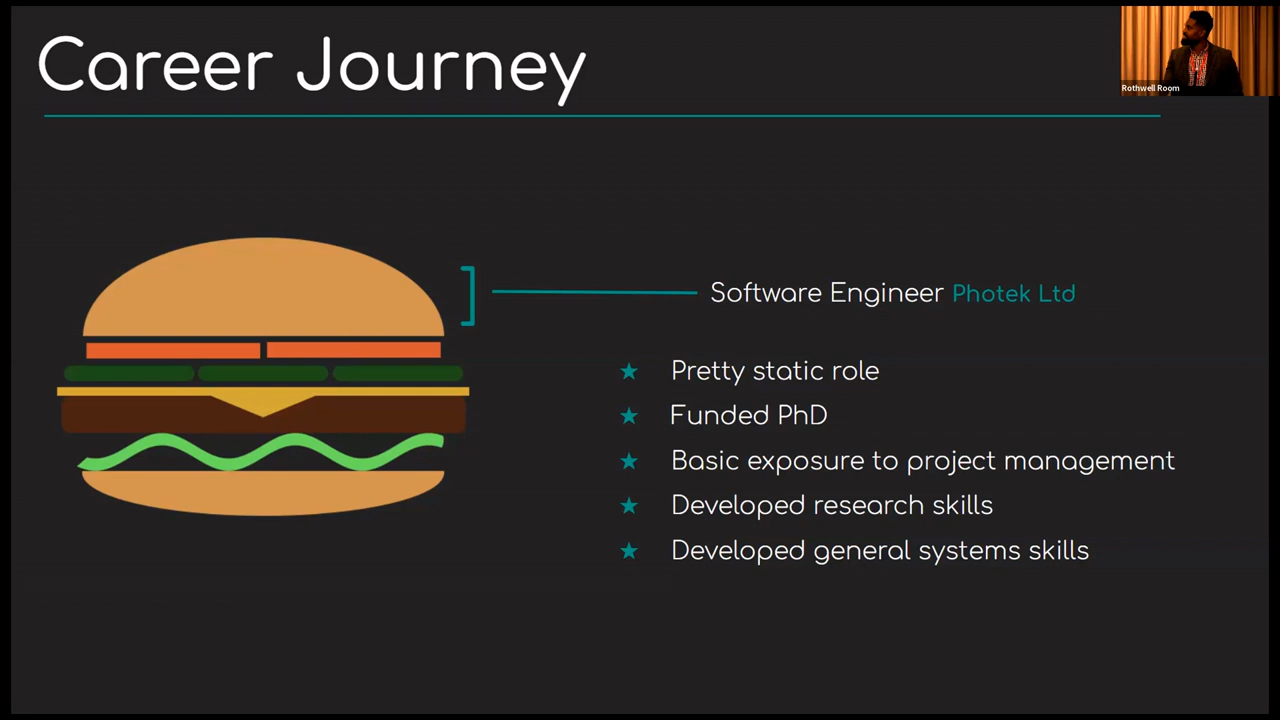 Career Journey
Rothwell Room
Software Engineer Photek Ltd
Pretty static role
Funded PhD
Basic exposure to project management
Developed research skills
Developed general systems skills